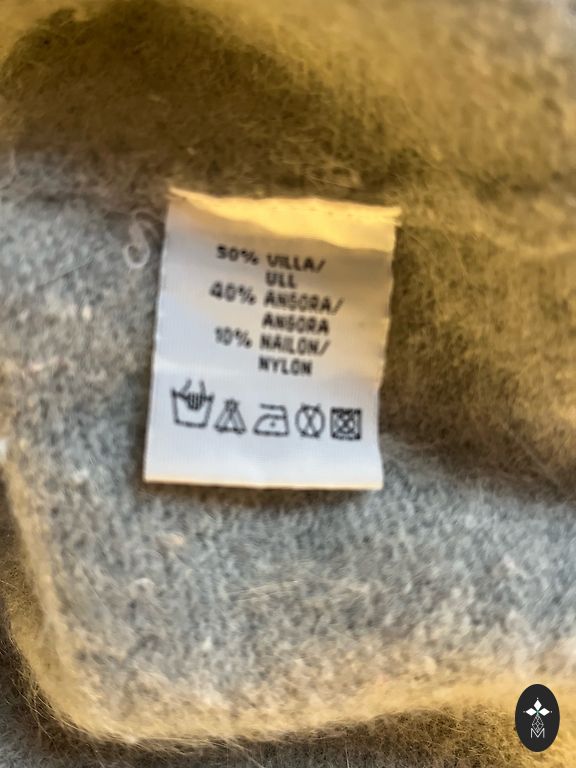 50% VILLA/
ULL
40% ANGORA/
ANGORA
10% NAILON/
NYLON
M